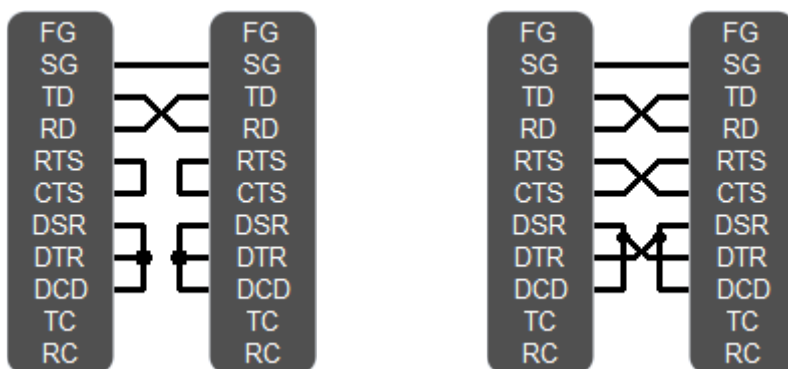 FG FG FG FG
SG SG SG SG
TD TD TD TD
RD RD RD RD
RTS RTS RTS RTS
CTS CTS CTS CTS
DSR DSR DSR DSR
DTR DTR DTR DTR
DCD DCD DCD DCD
TC TC TC TC
RC RC RC RC